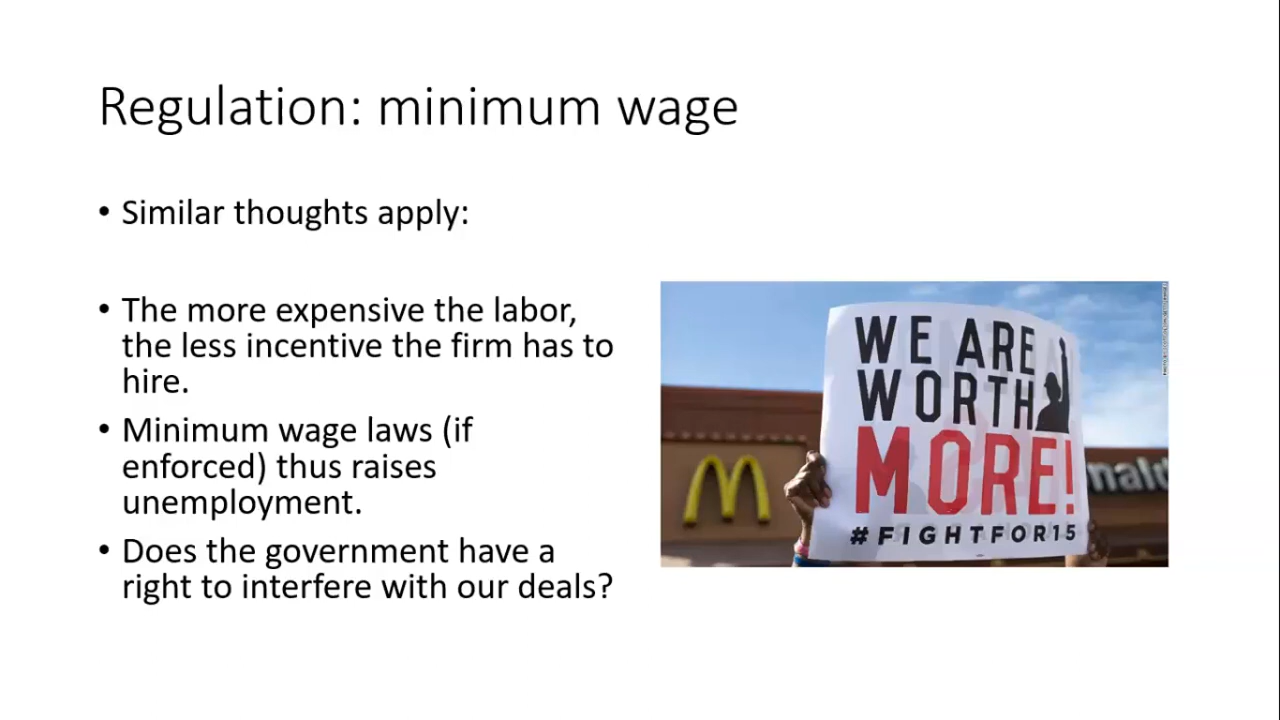 Regulation: minimum wage
• Similar thoughts apply:
• The more expensive the labor,
the less incentive the firm has to
hire.
• Minimum wage laws (if
enforced) thus raises
unemployment.
• Does the government have a
right to interfere with our deals?
WE ARE
WORTH
MORE!
#FIGHTFOR15